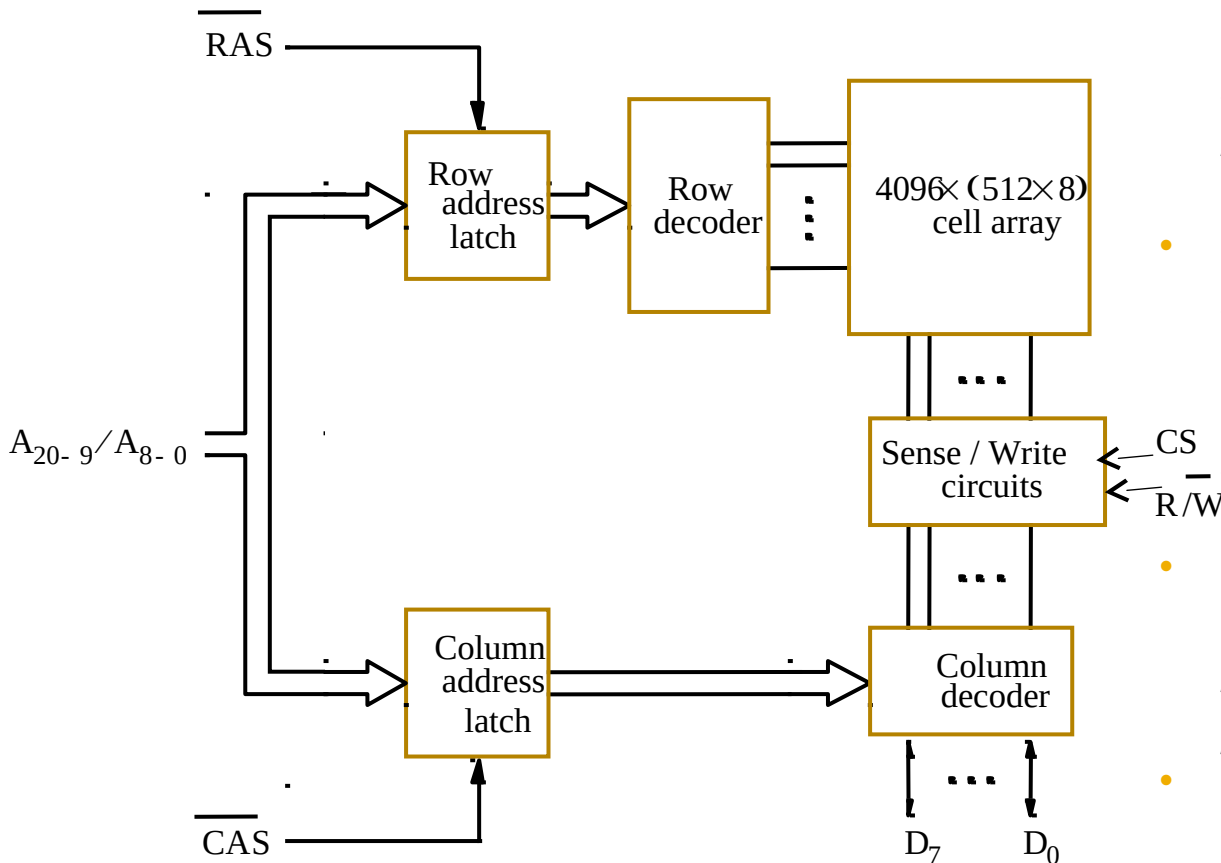 RAS
Row
address
latch
Row
decoder
4096×(512×8)
cell array
A20-9/A8-0
Sense / Write
circuits
CS
R/W
Column
address
latch
Column
decoder
CAS
D7
D0